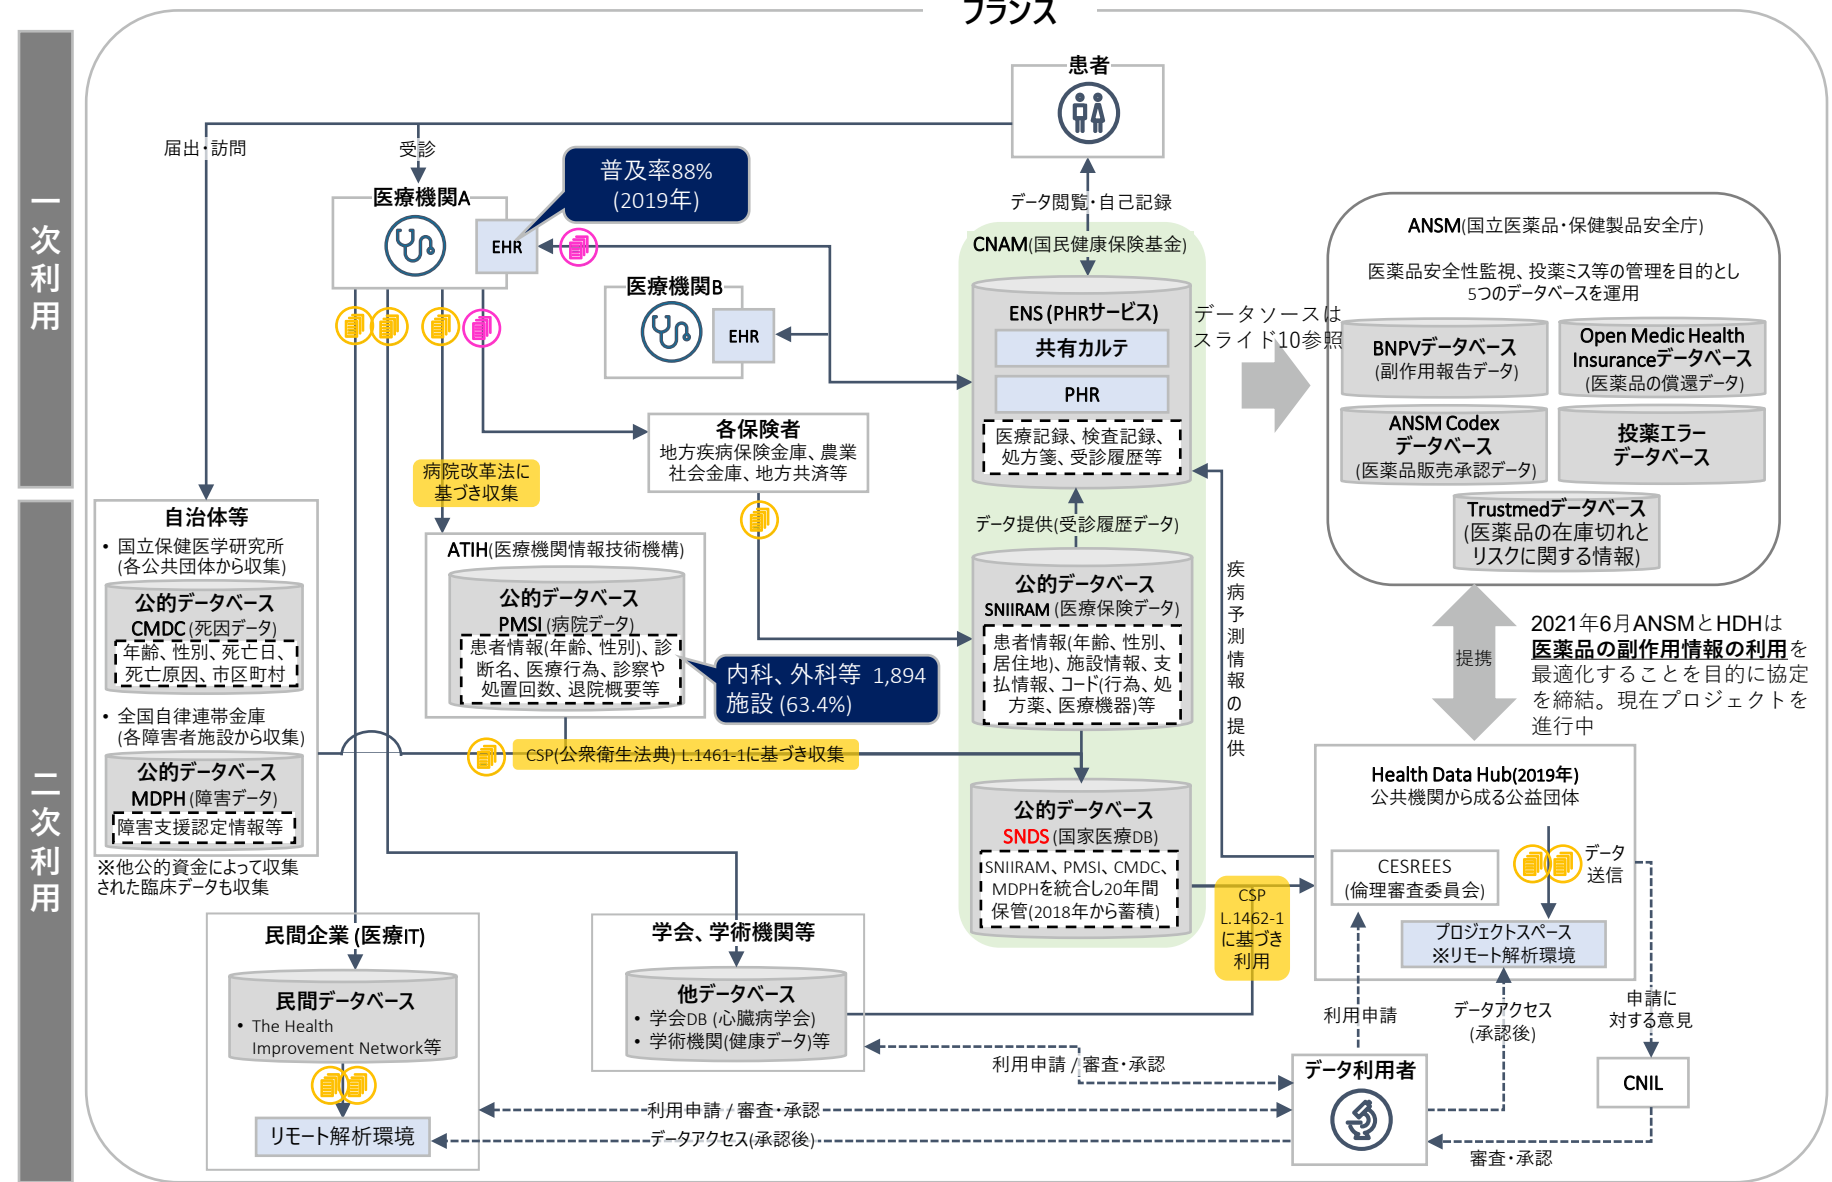 フランス
一次利用
二次利用
患者
届出・訪問
受診
医療機関A
EHR
普及率88%
(2019年)
データ閲覧・自己記録
CNAM(国民健康保険基金)
医療機関B
EHR
ENS (PHRサービス)
共有カルテ
PHR
医療記録、検査記録、
処方箋、受診履歴等
データソースは
スライド10参照
ANSM(国立医薬品・保健製品安全庁)
医薬品安全性監視、投薬ミス等の管理を目的とし
5つのデータベースを運用
BNPVデータベース
(副作用報告データ)
Open Medic Health
Insuranceデータベース
(医薬品の償還データ)
ANSM Codex
データベース
(医薬品販売承認データ)
投薬エラー
データベース
Trustmedデータベース
(医薬品の在庫切れと
リスクに関する情報)
各保険者
地方疾病保険金庫、農業
社会金庫、地方共済等
病院改革法に
基づき収集
自治体等
• 国立保健医学研究所
(各公共団体から収集)
公的データベース
CMDC (死因データ)
年齢、性別、死亡日、
死亡原因、市区町村
• 全国自律連帯金庫
(各障害者施設から収集)
公的データベース
MDPH (障害データ)
障害支援認定情報等
※他公的資金によって収集
された臨床データも収集
ATIH(医療機関情報技術機構)
公的データベース
PMSI (病院データ)
患者情報(年齢、性別)、診
断名、医療行為、診察や
処置回数、退院概要等
内科、外科等 1,894
施設 (63.4%)
CSP(公衆衛生法典) L.1461-1に基づき収集
データ提供(受診履歴データ)
公的データベース
SNIIRAM (医療保険データ)
患者情報(年齢、性別、
居住地)、施設情報、支
払情報、コード(行為、処
方薬、医療機器)等
疾病予測情報の提供
公的データベース
SNDS (国家医療DB)
SNIIRAM、PMSI、CMDC、
MDPHを統合し20年間
保管(2018年から蓄積)
CSP
L.1462-1
に基づき
利用
提携
2021年6月ANSMとHDHは
医薬品の副作用情報の利用を
最適化することを目的に協定
を締結。現在プロジェクトを
進行中
Health Data Hub(2019年)
公共機関から成る公益団体
CESREES
(倫理審査委員会)
データ
送信
プロジェクトスペース
※リモート解析環境
民間企業 (医療IT)
民間データベース
• The Health
Improvement Network等
リモート解析環境
学会、学術機関等
他データベース
• 学会DB (心臓病学会)
• 学術機関(健康データ)等
利用申請
データアクセス
(承認後)
申請に
対する意見
利用申請 / 審査・承認
データ利用者
CNIL
利用申請 / 審査・承認
データアクセス(承認後)
審査・承認